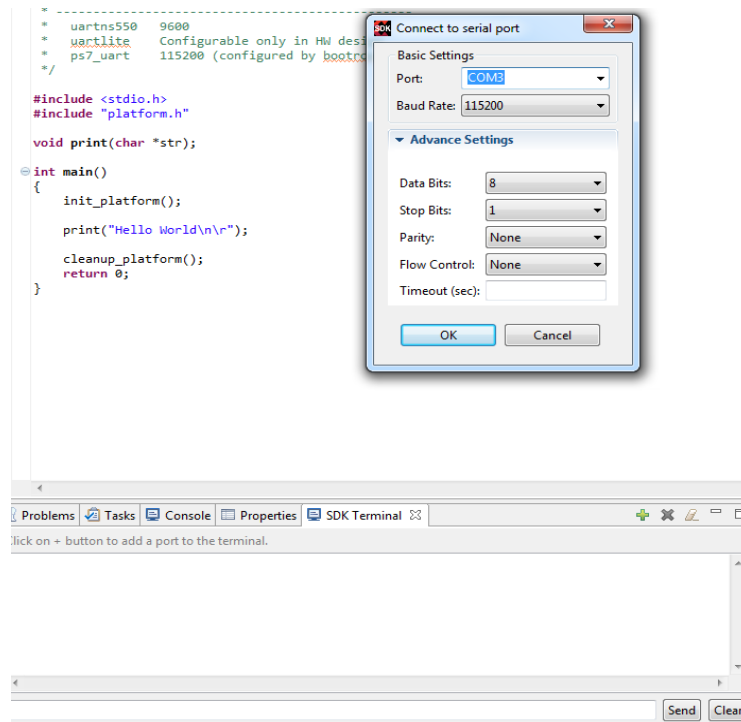 * --------------------------------------------------
* uartns550 9600
* uartlite Configurable only in HW desi
* ps7_uart 115200 (configured by bootro
*/
#include <stdio.h>
#include "platform.h"
void print(char *str);
int main()
{
init_platform();
print("Hello World\n\r");
cleanup_platform();
return 0;
}
SDK Connect to serial port
Basic Settings
Port: COM3
Baud Rate: 115200
Advance Settings
Data Bits: 8
Stop Bits: 1
Parity: None
Flow Control: None
Timeout (sec):
OK Cancel
Problems Tasks Console Properties SDK Terminal
Click on + button to add a port to the terminal.
Send Clear